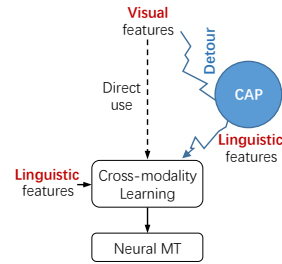 Visual
features
Detour
Direct
use
CAP
Linguistic
features
Linguistic
features
Cross-modality
Learning
Neural MT